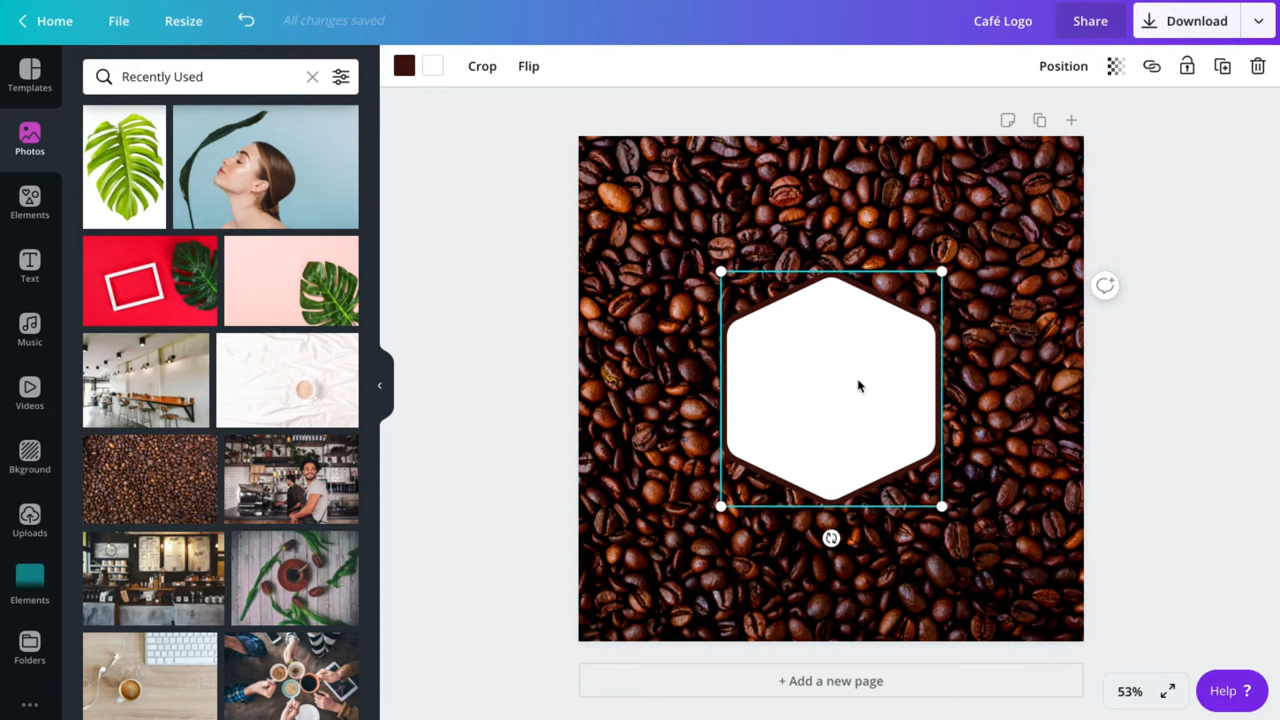 Home File Resize All changes saved Café Logo Share Download
Templates
Photos
Elements
Text
Music
Videos
Bkground
Uploads
Elements
Folders
Recently Used
Crop Flip Position
+ Add a new page
53% Help ?